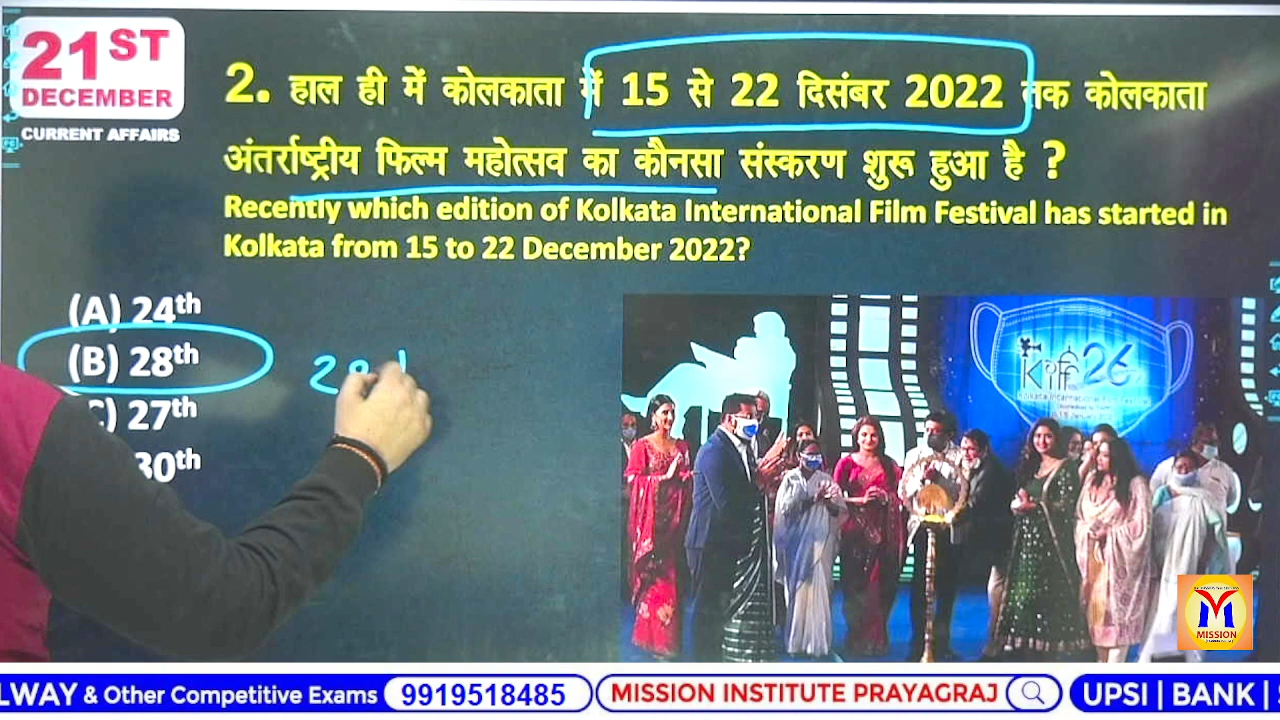 21ST
DECEMBER
CURRENT AFFAIRS
2. हाल ही में कोलकाता में 15 से 22 दिसंबर 2022 तक कोलकाता
अंतर्राष्ट्रीय फिल्म महोत्सव का कौनसा संस्करण शुरू हुआ है ?
Recently which edition of Kolkata International Film Festival has started in
Kolkata from 15 to 22 December 2022?
(A) 24th
(B) 28th
C) 27th
30th
28
Kiff 26
Kolkata International Film Festival
MISSION
LWAY & Other Competitive Exams
9919518485
MISSION INSTITUTE PRAYAGRAJ
UPSI | BANK |